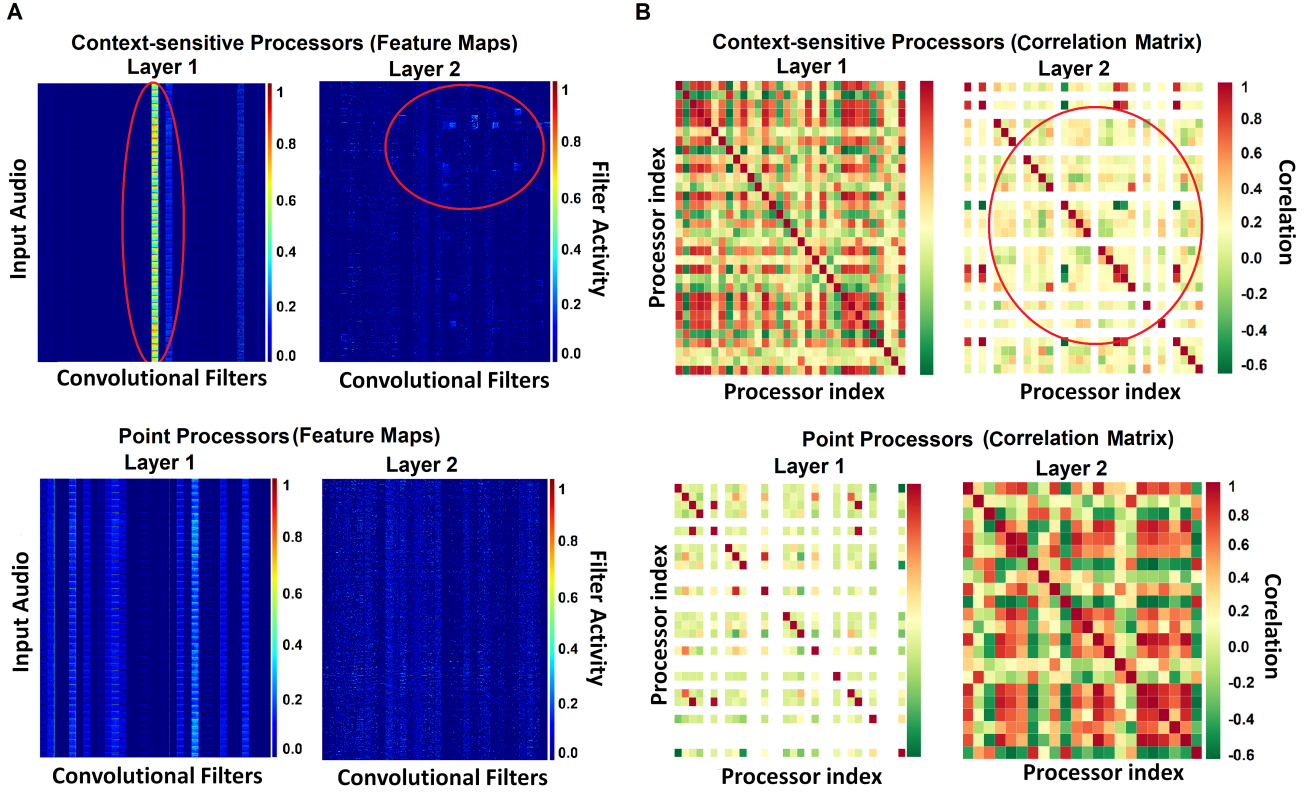 A
B
Context-sensitive Processors (Feature Maps)
Layer 1
Layer 2
Input Audio
1
0.8
0.6
0.4
0.2
0.0
1
0.8
0.6
0.4
0.2
0.0
Filter Activity
Convolutional Filters
Convolutional Filters
Context-sensitive Processors (Correlation Matrix)
Layer 1
Layer 2
Processor index
1
0.8
0.6
0.4
0.2
0.0
-0.2
-0.4
-0.6
Corelation
Processor index
Processor index
Point Processors (Feature Maps)
Layer 1
Layer 2
Input Audio
1
0.8
0.6
0.4
0.2
0.0
1
0.8
0.6
0.4
0.2
0.0
Filter Activity
Convolutional Filters
Convolutional Filters
Point Processors (Correlation Matrix)
Layer 1
Layer 2
Processor index
1
0.8
0.6
0.4
0.2
0.0
-0.2
-0.4
-0.6
Corelation
Processor index
Processor index